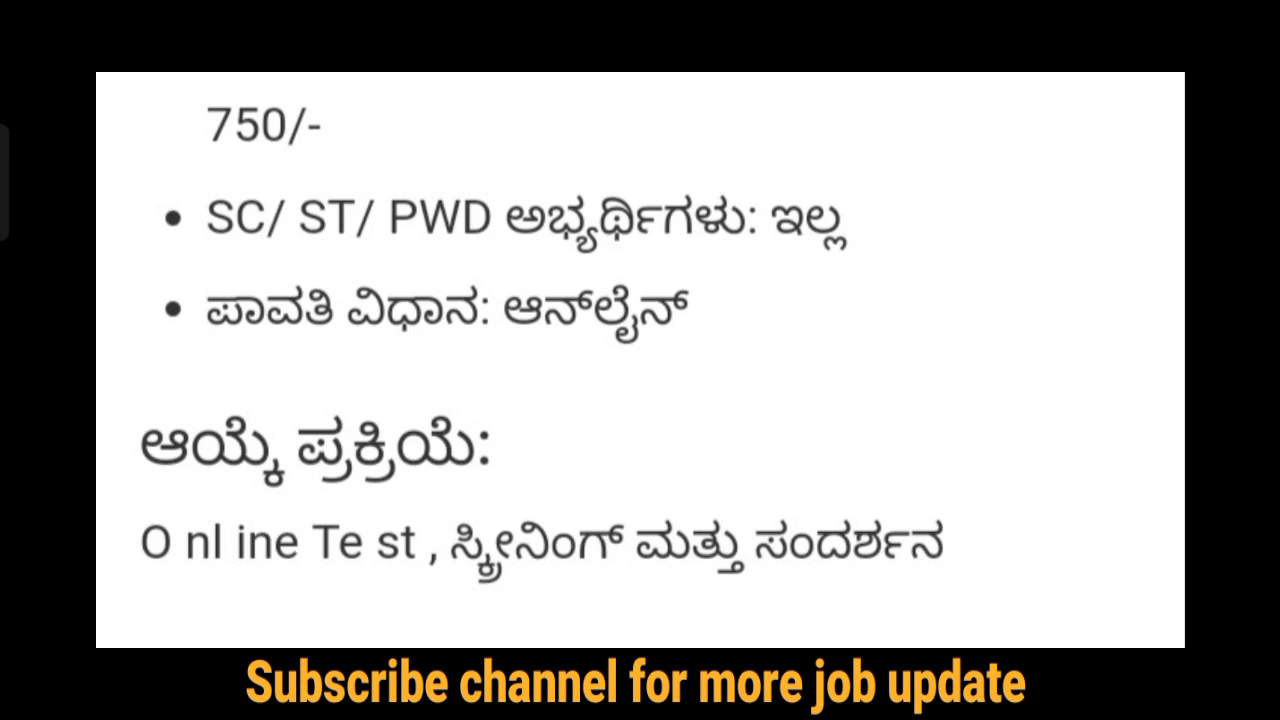 750/-
• SC/ ST/ PWD ಅಭ್ಯರ್ಥಿಗಳು: ಇಲ್ಲ
• ಪಾವತಿ ವಿಧಾನ: ಆನ್‌ಲೈನ್
ಆಯ್ಕೆ ಪ್ರಕ್ರಿಯೆ:
O nl ine Te st , ಸ್ಕ್ರೀನಿಂಗ್ ಮತ್ತು ಸಂದರ್ಶನ
Subscribe channel for more job update